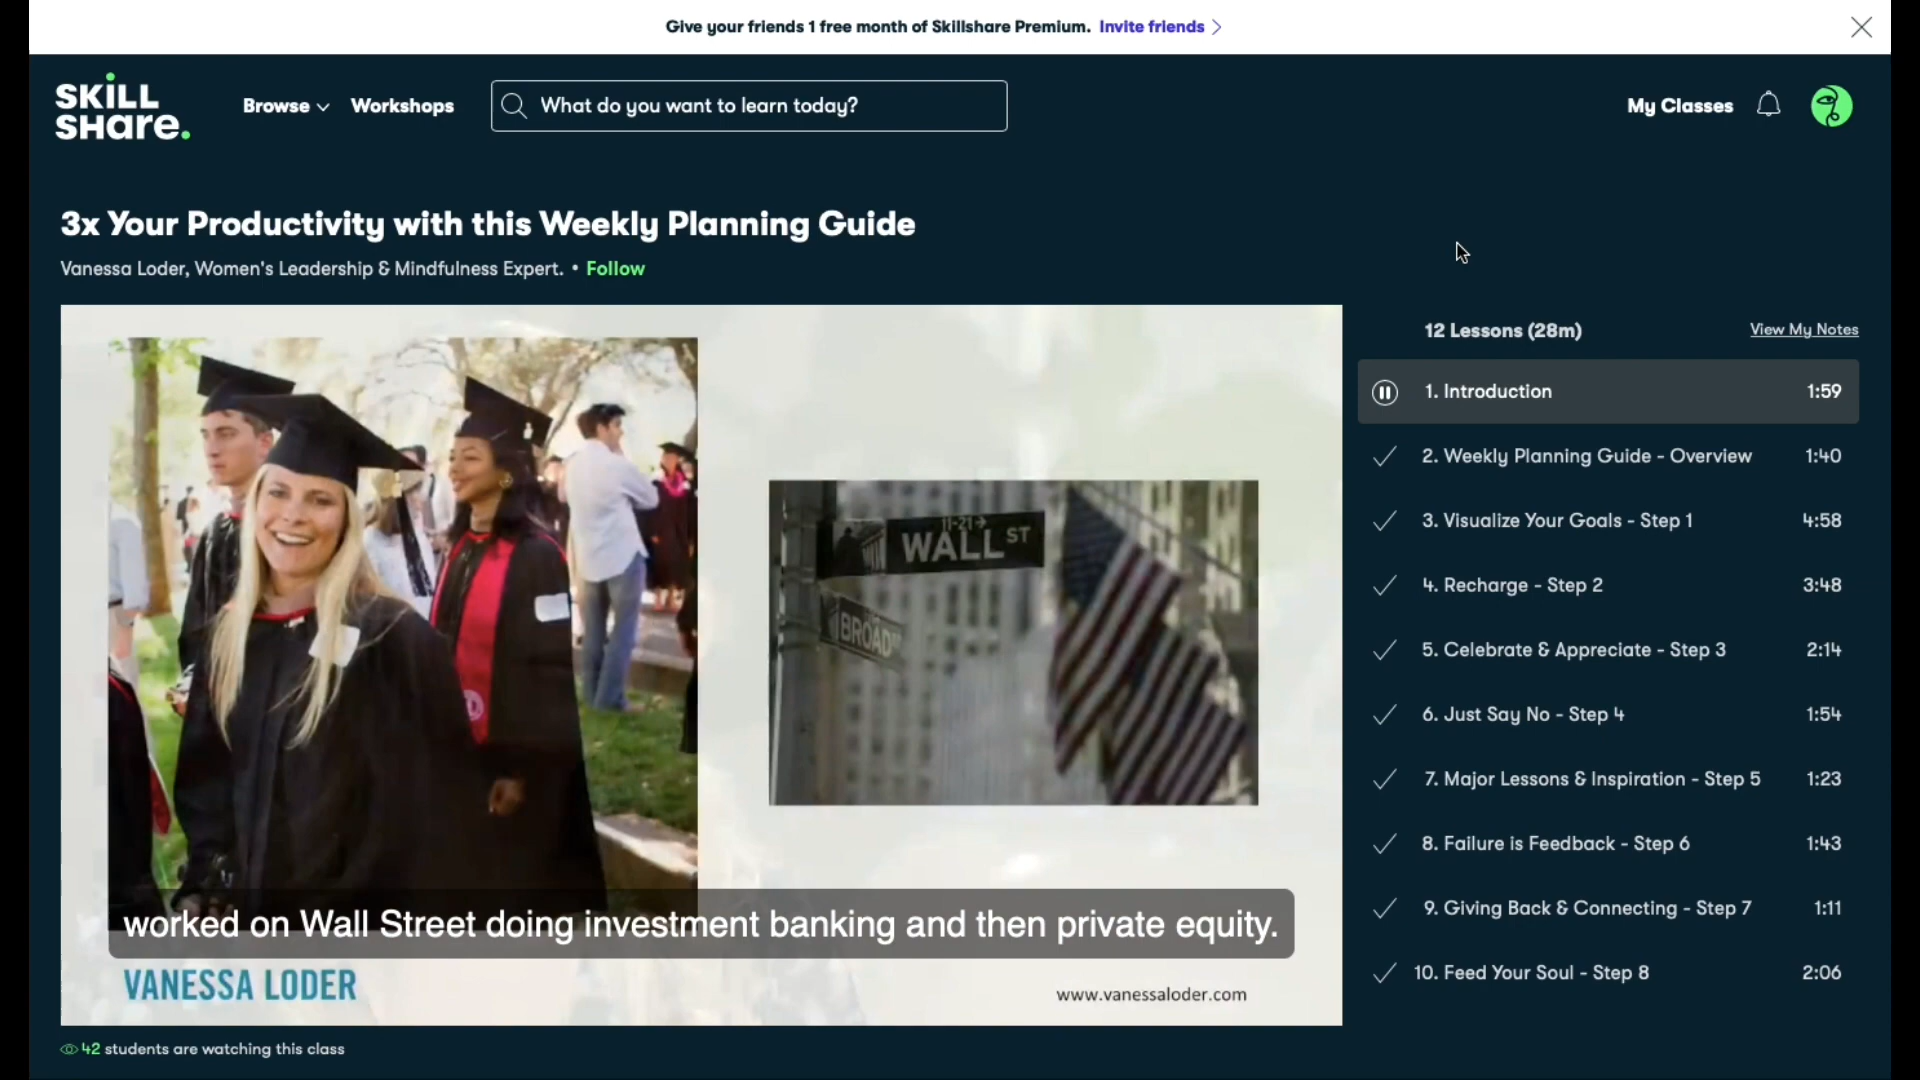 Give your friends 1 free month of Skillshare Premium. Invite friends
SKILL
SHare.
Browse
Workshops
What do you want to learn today?
My Classes
3x Your Productivity with this Weekly Planning Guide
Vanessa Loder, Women's Leadership & Mindfulness Expert. • Follow
11-21→
WALL ST
BROAD
worked on Wall Street doing investment banking and then private equity.
VANESSA LODER
www.vanessaloder.com
42 students are watching this class
12 Lessons (28m) View My Notes
1. Introduction 1:59
2. Weekly Planning Guide - Overview 1:40
3. Visualize Your Goals - Step 1 4:58
4. Recharge - Step 2 3:48
5. Celebrate & Appreciate - Step 3 2:14
6. Just Say No - Step 4 1:54
7. Major Lessons & Inspiration - Step 5 1:23
8. Failure is Feedback - Step 6 1:43
9. Giving Back & Connecting - Step 7 1:11
10. Feed Your Soul - Step 8 2:06